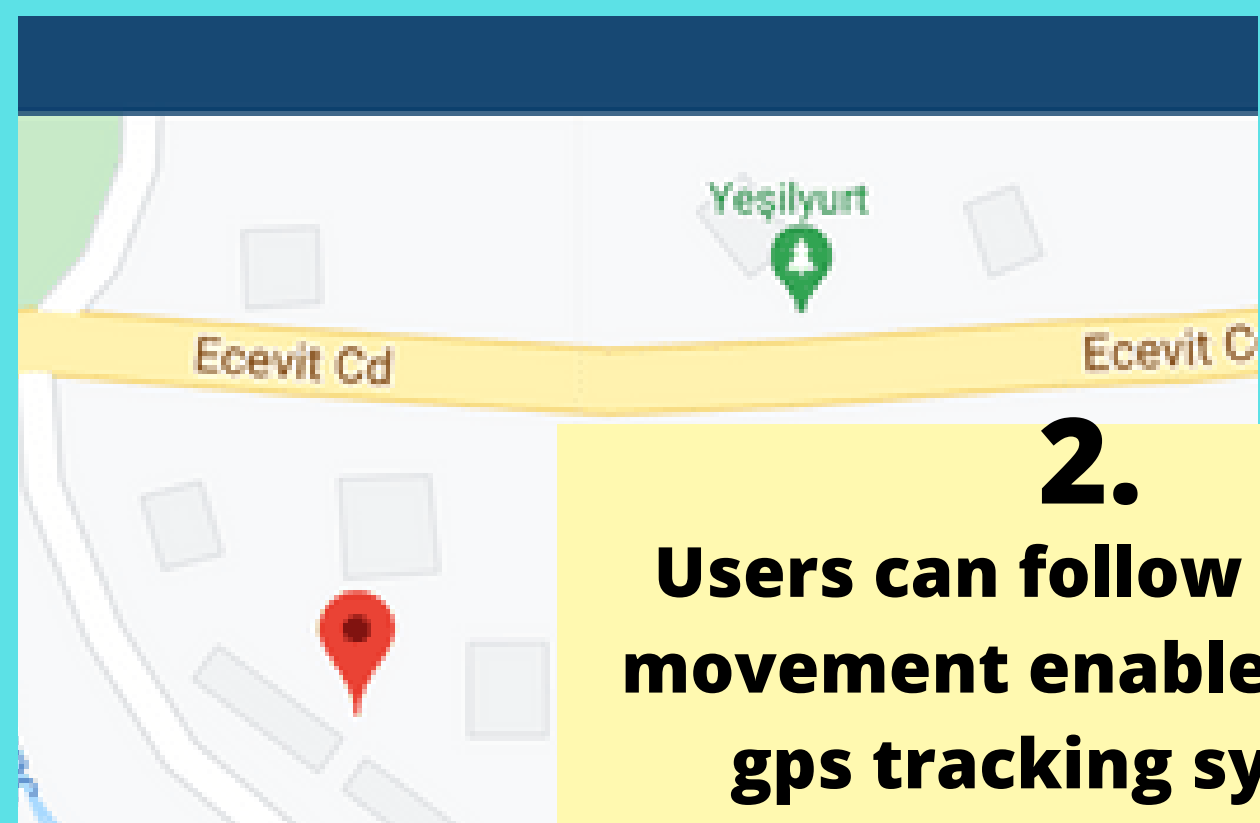 Yeşilyurt
Ecevit Cd
Ecevit C
2.
Users can follow
movement enable
gps tracking sy